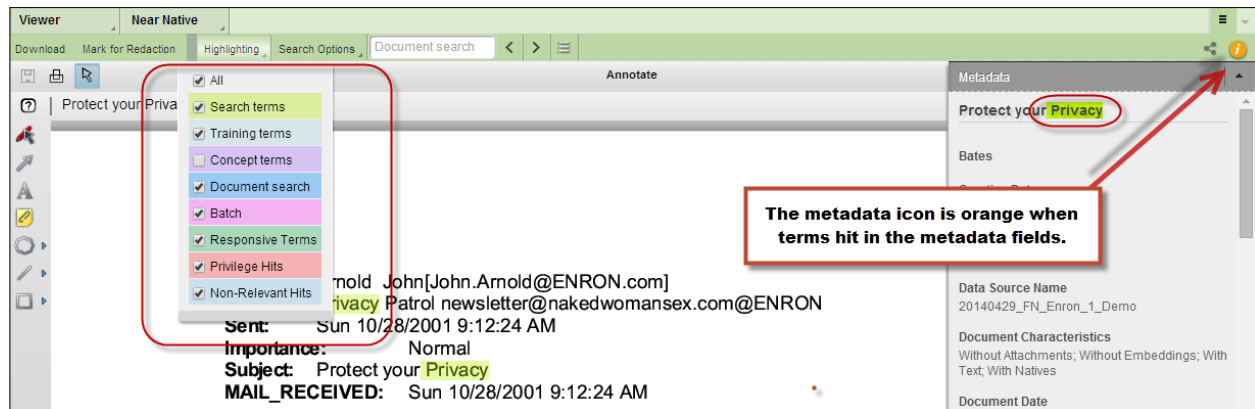 Viewer Near Native
Download Mark for Redaction Highlighting Search Options Document search
Annotate Metadata
Protect your Priva
All
Search terms
Training terms
Concept terms
Document search
Batch
Responsive Terms
Privilege Hits
Non-Relevant Hits
John[John.Arnold@ENRON.com]
Patrol newsletter@nakedwomansex.com@ENRON
Sent: Sun 10/28/2001 9:12:24 AM
Importance: Normal
Subject: Protect your Privacy
MAIL_RECEIVED: Sun 10/28/2001 9:12:24 AM
Protect your Privacy
Bates
The metadata icon is orange when
terms hit in the metadata fields.
Data Source Name
20140429_FN_Enron_1_Demo
Document Characteristics
Without Attachments; Without Embeddings; With
Text; With Natives
Document Date